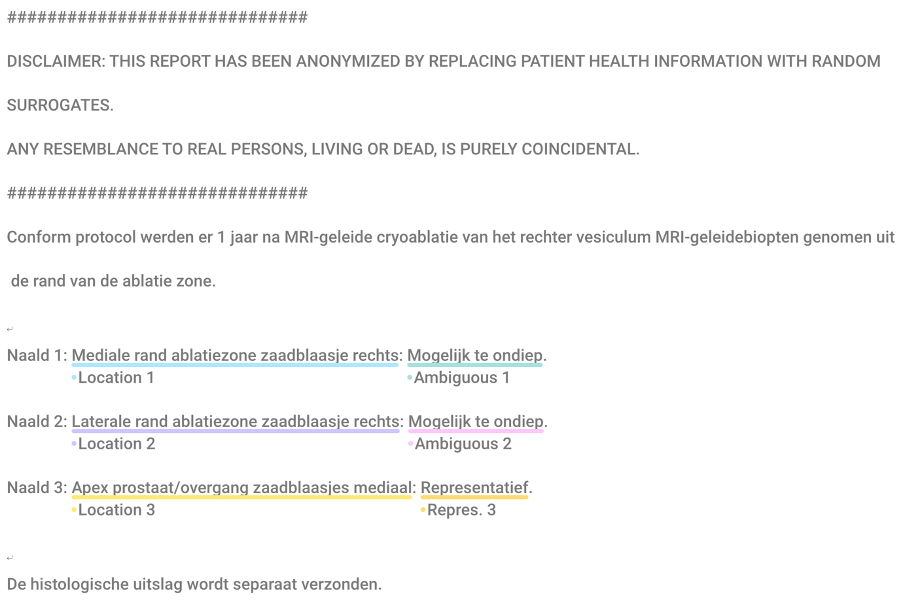 ##############################
DISCLAIMER: THIS REPORT HAS BEEN ANONYMIZED BY REPLACING PATIENT HEALTH INFORMATION WITH RANDOM
SURROGATES.
ANY RESEMBLANCE TO REAL PERSONS, LIVING OR DEAD, IS PURELY COINCIDENTAL.
##############################
Conform protocol werden er 1 jaar na MRI-geleide cryoablatie van het rechter vesiculum MRI-geleidebiopten genomen uit
de rand van de ablatie zone.
↵
Naald 1: Mediale rand ablatiezone zaadblaasje rechts: Mogelijk te ondiep.
•Location 1 •Ambiguous 1
Naald 2: Laterale rand ablatiezone zaadblaasje rechts: Mogelijk te ondiep.
•Location 2 •Ambiguous 2
Naald 3: Apex prostaat/overgang zaadblaasjes mediaal: Representatief.
•Location 3 •Repres. 3
↵
De histologische uitslag wordt separaat verzonden.